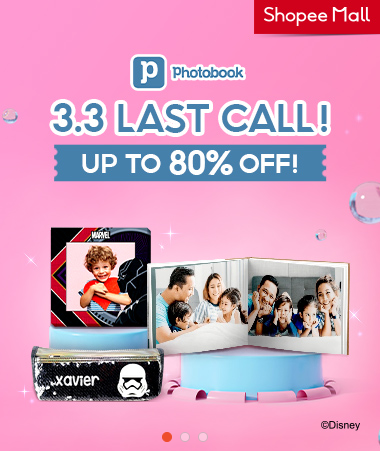 Shopee Mall
p Photobook
3.3 LAST CALL!
UP TO 80% OFF!
MARVEL
xavier
©Disney